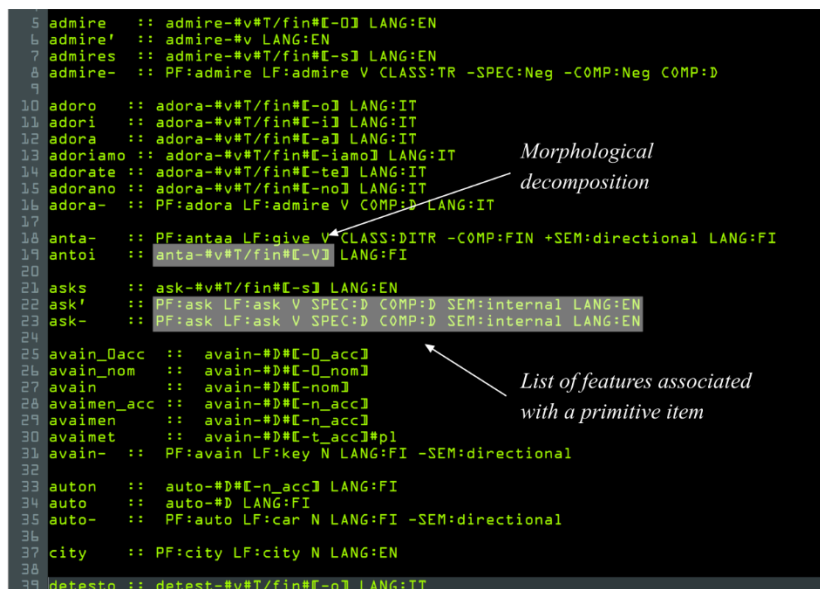 5 admire :: admire-#v#T/fin#[-0] LANG:EN
6 admire' :: admire-#v LANG:EN
7 admires :: admire-#v#T/fin#[-s] LANG:EN
8 admire- :: PF:admire LF:admire V CLASS:TR -SPEC:Neg -COMP:Neg COMP:D
9
10 adoro :: adora-#v#T/fin#[-o] LANG:IT
11 adori :: adora-#v#T/fin#[-i] LANG:IT
12 adora :: adora-#v#T/fin#[-a] LANG:IT
13 adoriamo :: adora-#v#T/fin#[-iamo] LANG:IT
14 adorate :: adora-#v#T/fin#[-te] LANG:IT
15 adorano :: adora-#v#T/fin#[-no] LANG:IT
16 adora- :: PF:adora LF:admire V COMP:D LANG:IT
Morphological
decomposition
17
18 anta- :: PF:antaa LF:give V CLASS:DITR -COMP:FIN +SEM:directional LANG:FI
19 antoi :: anta-#v#T/fin#[-V] LANG:FI
20
21 asks :: ask-#v#T/fin#[-s] LANG:EN
22 ask' :: PF:ask LF:ask V SPEC:D COMP:D SEM:internal LANG:EN
23 ask- :: PF:ask LF:ask V SPEC:D COMP:D SEM:internal LANG:EN
24
25 avain_0acc :: avain-#D#[-0_acc]
26 avain_nom :: avain-#D#[-0_nom]
27 avain :: avain-#D#[-nom]
28 avaimen_acc :: avain-#D#[-n_acc]
29 avaimen :: avain-#D#[-n_acc]
30 avaimet :: avain-#D#[-t_acc]#pl
31 avain- :: PF:avain LF:key N LANG:FI -SEM:directional
List of features associated
with a primitive item
32
33 auton :: auto-#D#[-n_acc] LANG:FI
34 auto :: auto-#D LANG:FI
35 auto- :: PF:auto LF:car N LANG:FI -SEM:directional
36
37 city :: PF:city LF:city N LANG:EN
38
39 detesto :: detest-#v#T/fin#[-o] LANG:IT